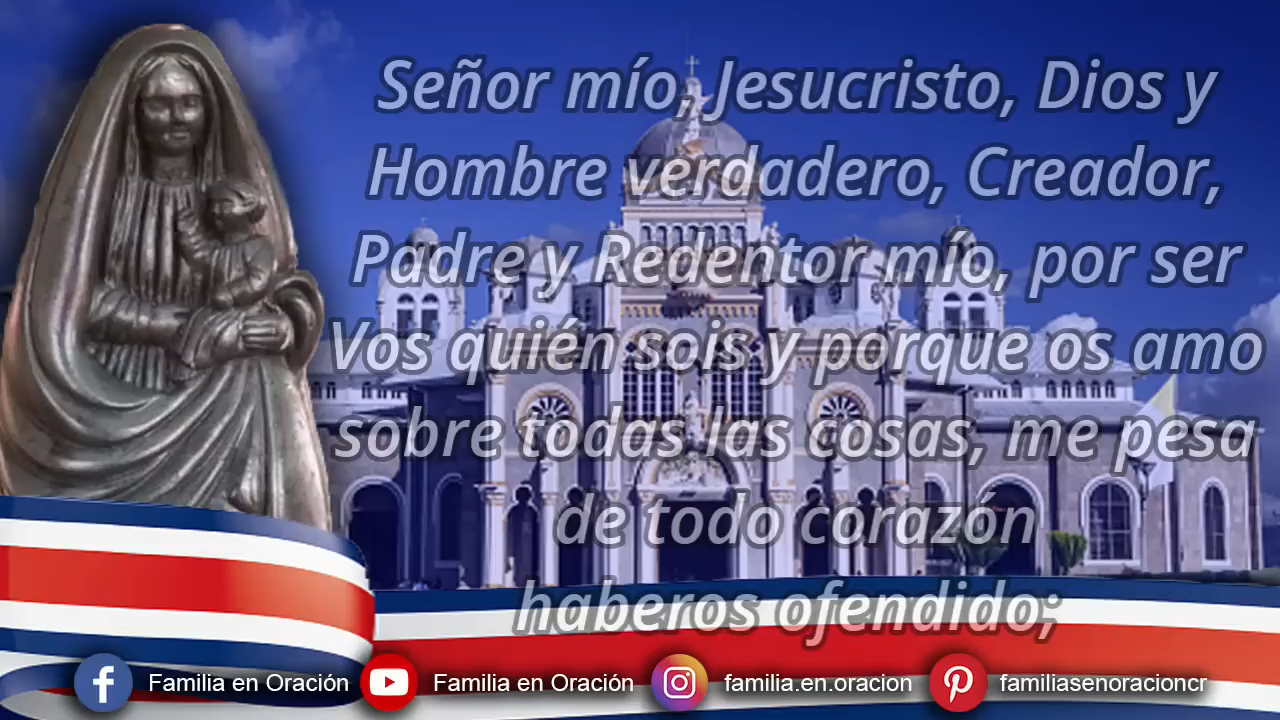 Señor mío, Jesucristo, Dios y
Hombre verdadero, Creador,
Padre y Redentor mío, por ser
Vos quién sois y porque os amo
sobre todas las cosas, me pesa
de todo corazón
haberos ofendido;
Familia en Oración
Familia en Oración
familia.en.oracion
familiasenoracioncr